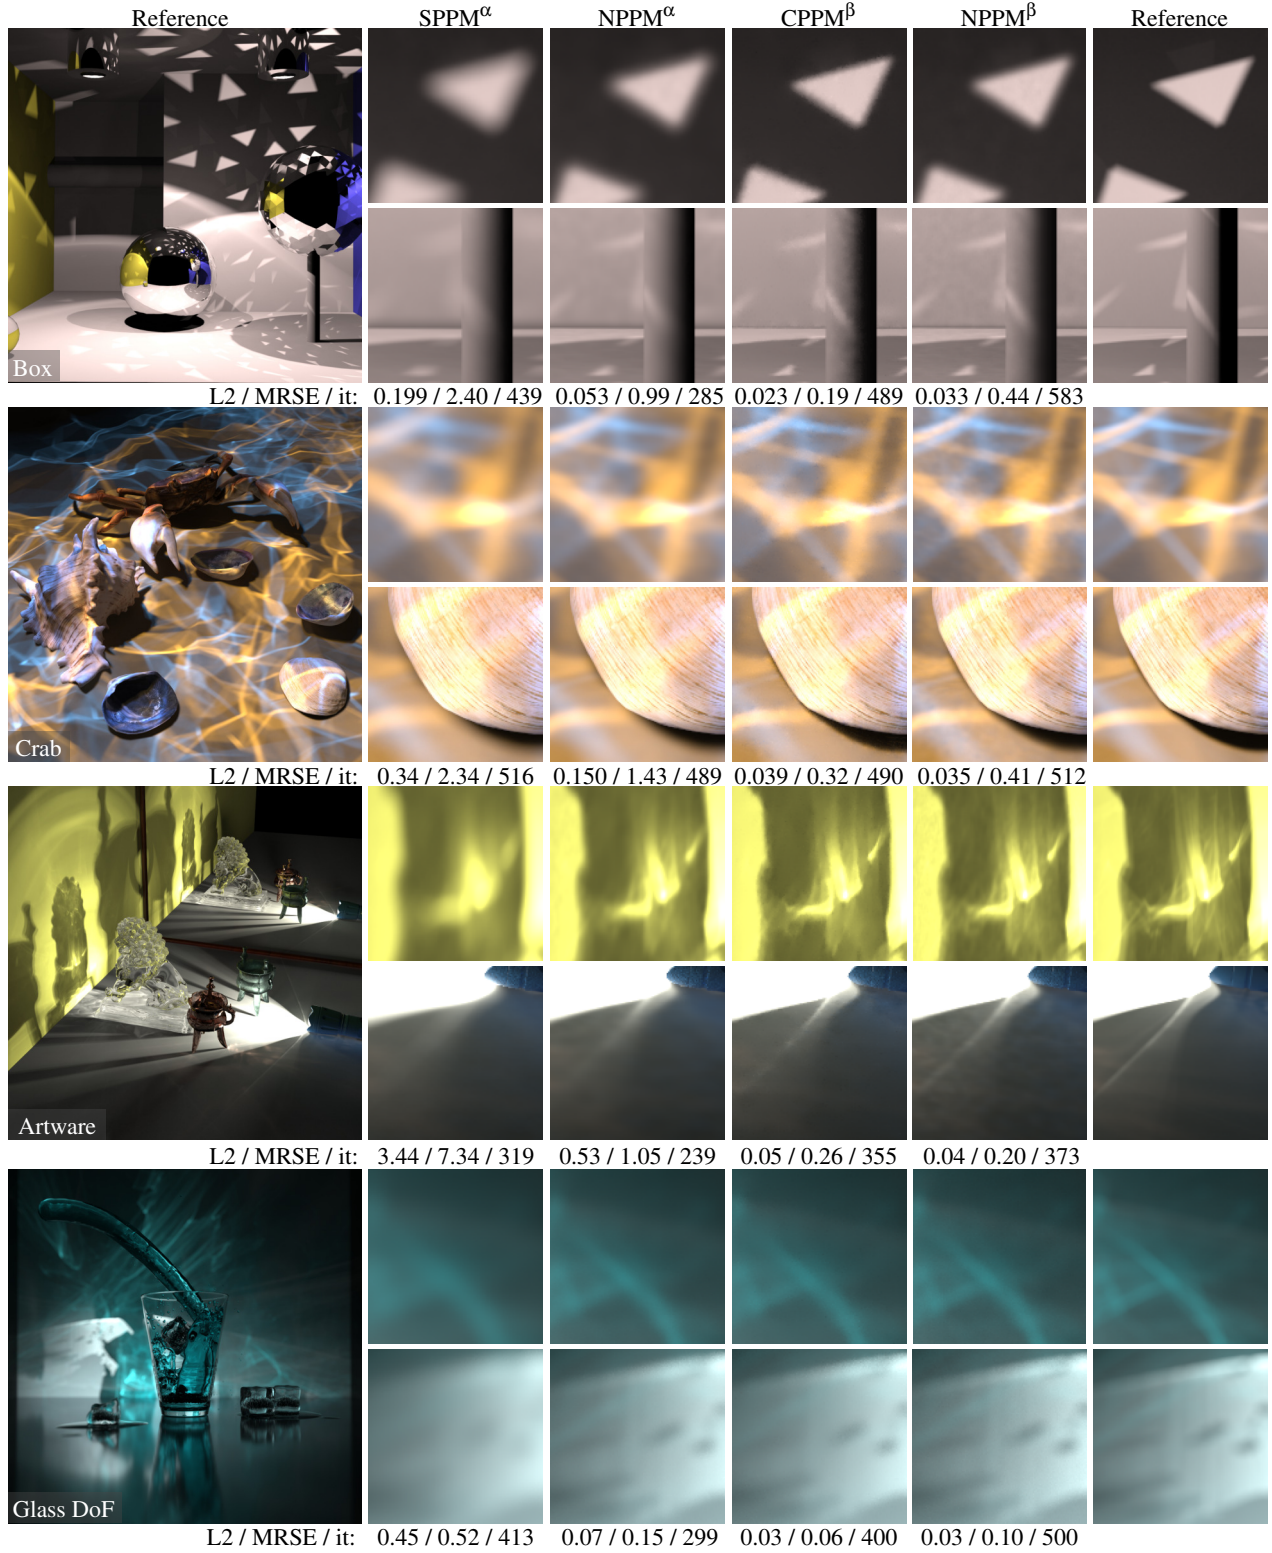 Reference SPPMα NPPMα CPPMβ NPPMβ Reference
Box
L2 / MRSE / it: 0.199 / 2.40 / 439 0.053 / 0.99 / 285 0.023 / 0.19 / 489 0.033 / 0.44 / 583
Crab
L2 / MRSE / it: 0.34 / 2.34 / 516 0.150 / 1.43 / 489 0.039 / 0.32 / 490 0.035 / 0.41 / 512
Artware
L2 / MRSE / it: 3.44 / 7.34 / 319 0.53 / 1.05 / 239 0.05 / 0.26 / 355 0.04 / 0.20 / 373
Glass DoF
L2 / MRSE / it: 0.45 / 0.52 / 413 0.07 / 0.15 / 299 0.03 / 0.06 / 400 0.03 / 0.10 / 500